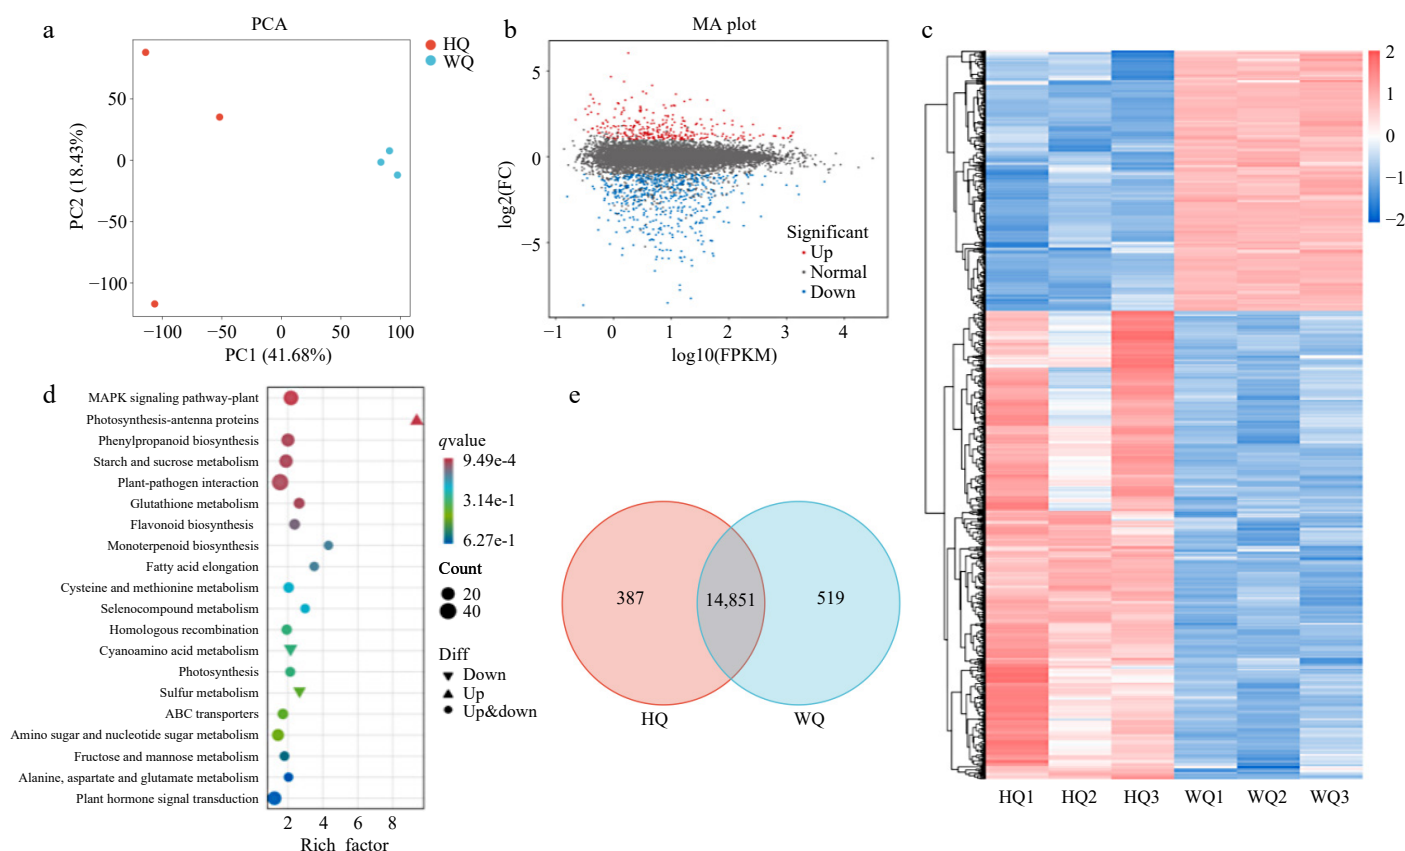 a
PCA
HQ
WQ
50
0
−50
−100
PC2 (18.43%)
−100
−50
0
50
100
PC1 (41.68%)
b
MA plot
5
0
−5
log2(FC)
Significant
Up
Normal
Down
−1
0
1
2
3
4
log10(FPKM)
c
2
1
0
−1
−2
HQ1
HQ2
HQ3
WQ1
WQ2
WQ3
d
MAPK signaling pathway-plant
Photosynthesis-antenna proteins
Phenylpropanoid biosynthesis
Starch and sucrose metabolism
Plant-pathogen interaction
Glutathione metabolism
Flavonoid biosynthesis
Monoterpenoid biosynthesis
Fatty acid elongation
Cysteine and methionine metabolism
Selenocompound metabolism
Homologous recombination
Cyanoamino acid metabolism
Photosynthesis
Sulfur metabolism
ABC transporters
Amino sugar and nucleotide sugar metabolism
Fructose and mannose metabolism
Alanine, aspartate and glutamate metabolism
Plant hormone signal transduction
2
4
6
8
Rich factor
qvalue
9.49e-4
3.14e-1
6.27e-1
Count
20
40
Diff
Down
Up
Up&down
e
387
14,851
519
HQ
WQ